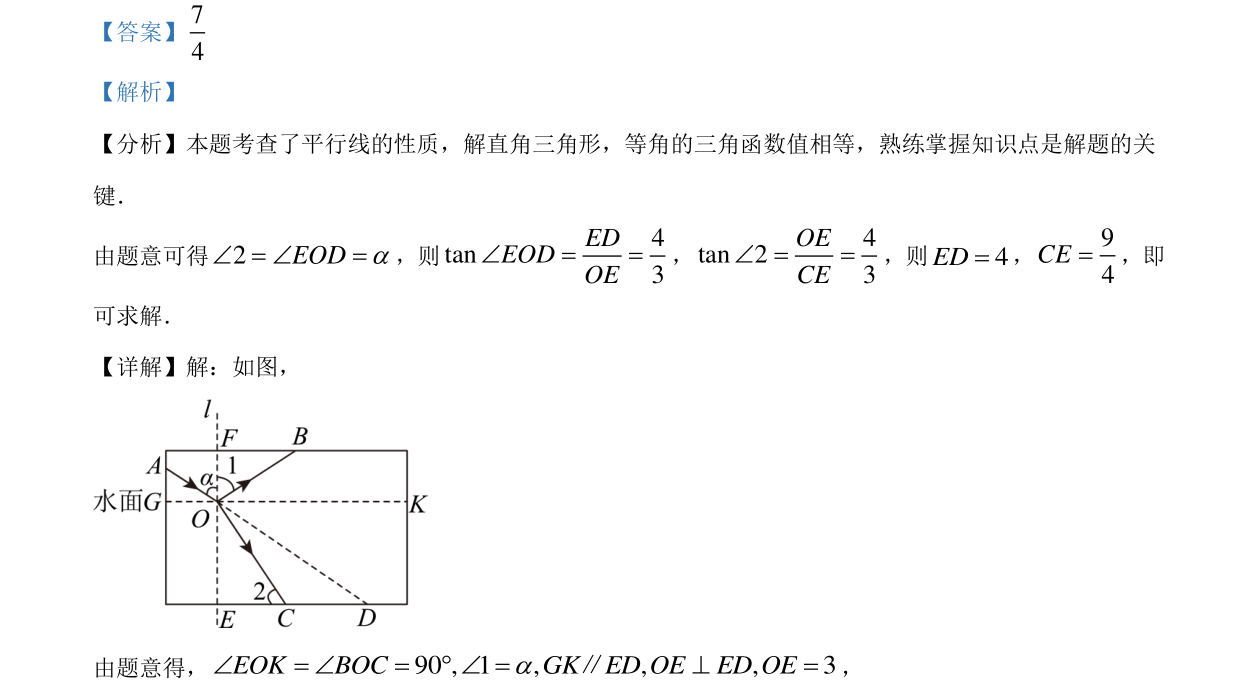 【答案】7/4
【解析】
【分析】本题考查了平行线的性质，解直角三角形，等角的三角函数值相等，熟练掌握知识点是解题的关
键．
由题意可得∠2=∠EOD=α，则tan∠EOD=ED/OE=4/3，tan∠2=OE/CE=4/3，则ED=4，CE=9/4，即
可求解．
【详解】解：如图，
l
F B
A α 1
水面G O K
2
E C D
由题意得，∠EOK=∠BOC=90°,∠1=α,GK∥ED,OE⊥ED,OE=3，